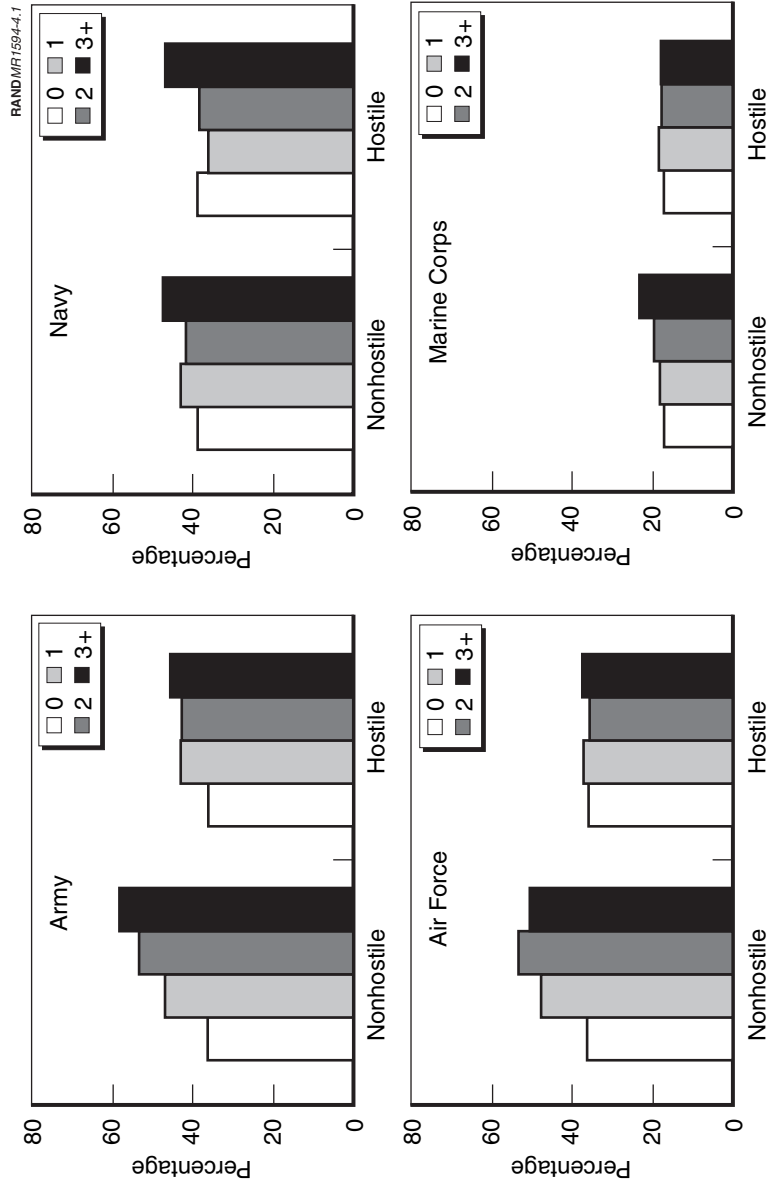 RANDMR1594-4.1
Army
0 1
2 3+
80
60
40
20
0
Percentage
Nonhostile Hostile
Navy
0 1
2 3+
80
60
40
20
0
Percentage
Nonhostile Hostile
Air Force
0 1
2 3+
80
60
40
20
0
Percentage
Nonhostile Hostile
Marine Corps
0 1
2 3+
80
60
40
20
0
Percentage
Nonhostile Hostile